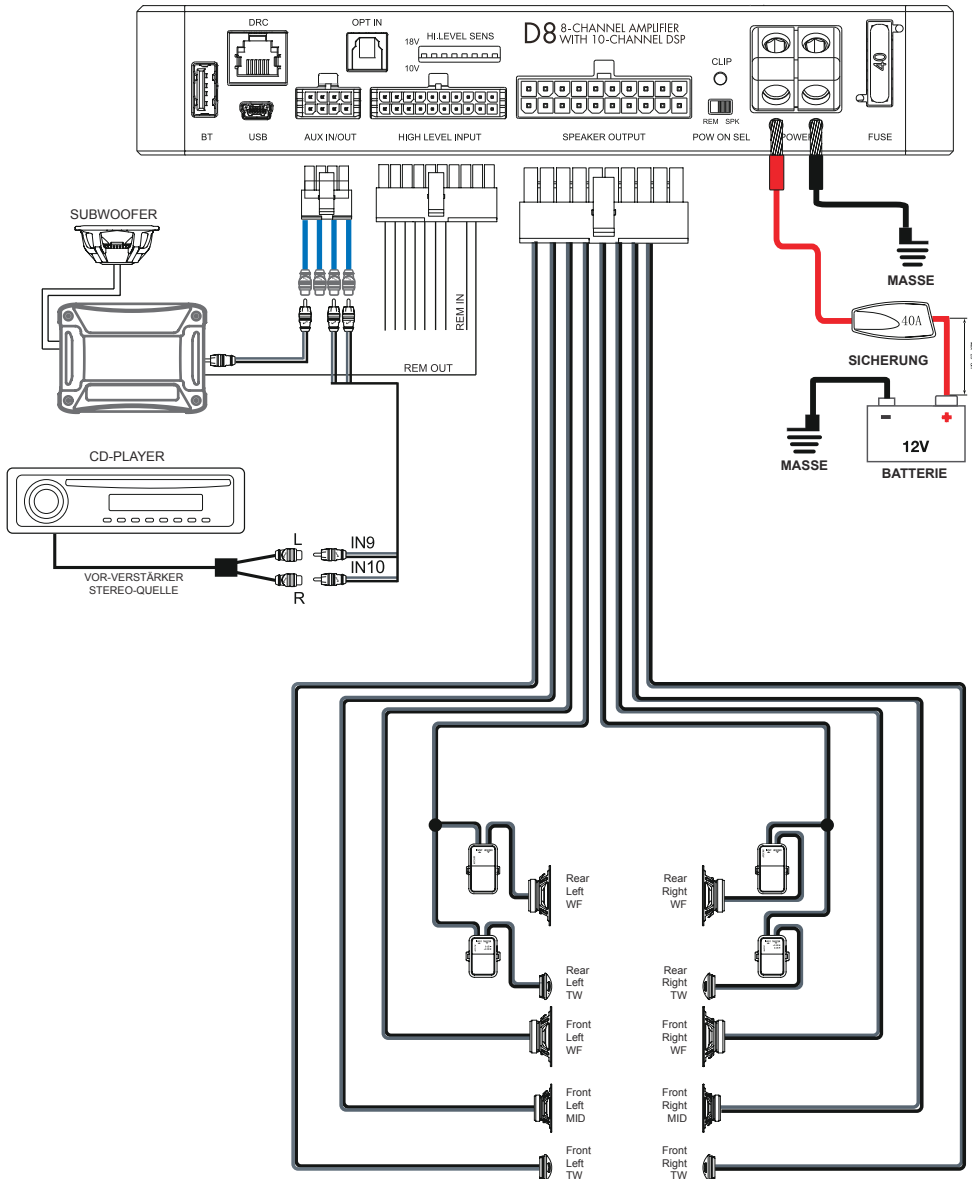 DRC
OPT IN
HI.LEVEL SENS
18V
10V
D8 8-CHANNEL AMPLIFIER
WITH 10-CHANNEL DSP
CLIP
40
REM SPK
BT
USB
AUX IN/OUT
HIGH LEVEL INPUT
SPEAKER OUTPUT
POW ON SEL
POWER
FUSE
SUBWOOFER
REM IN
REM OUT
MASSE
40A
SICHERUNG
MASSE
12V
BATTERIE
CD-PLAYER
L
IN9
IN10
R
VOR-VERSTÄRKER
STEREO-QUELLE
Rear
Left
WF
Rear
Right
WF
Rear
Left
TW
Rear
Right
TW
Front
Left
WF
Front
Right
WF
Front
Left
MID
Front
Right
MID
Front
Left
TW
Front
Right
TW